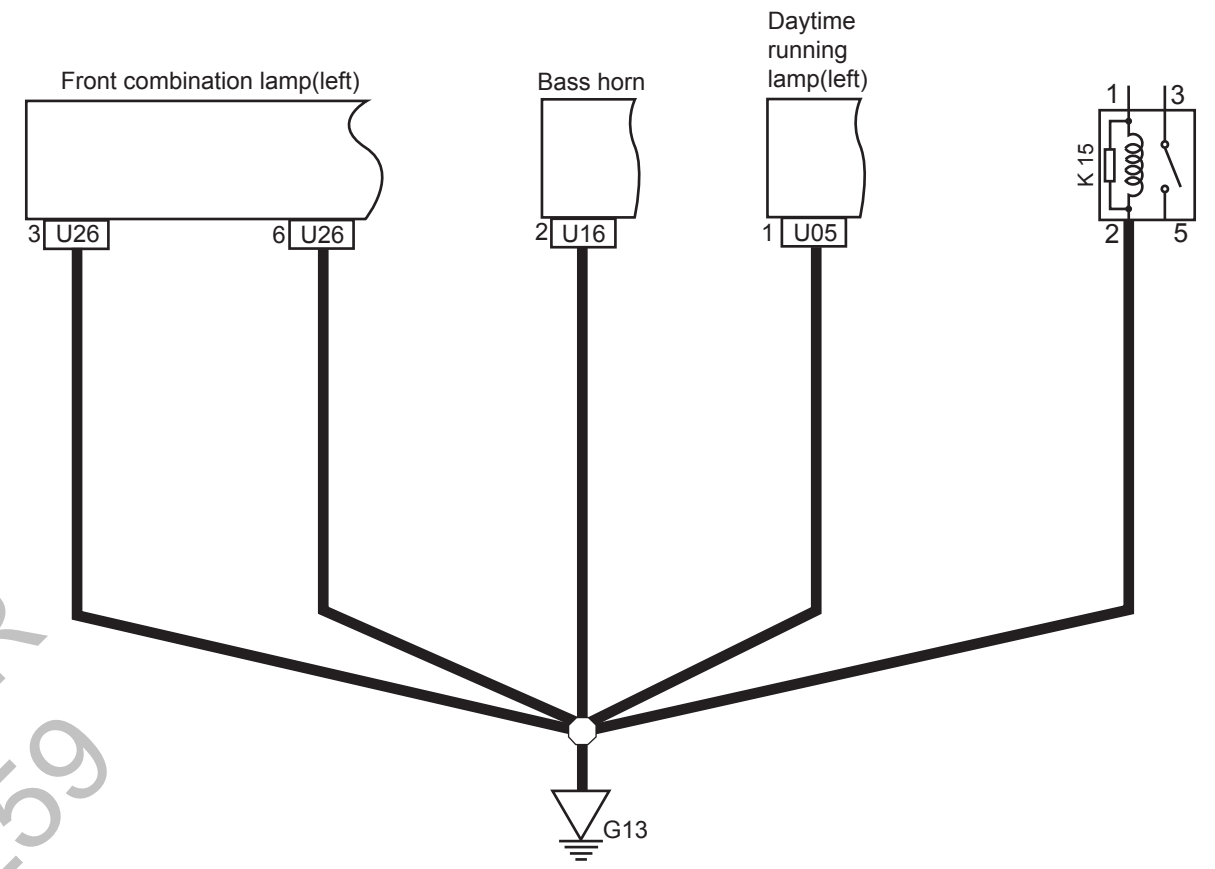 Daytime
running
lamp(left)
Front combination lamp(left)
Bass horn
1 3
K 15
3 U26
6 U26
2 U16
1 U05
2 5
G13
59